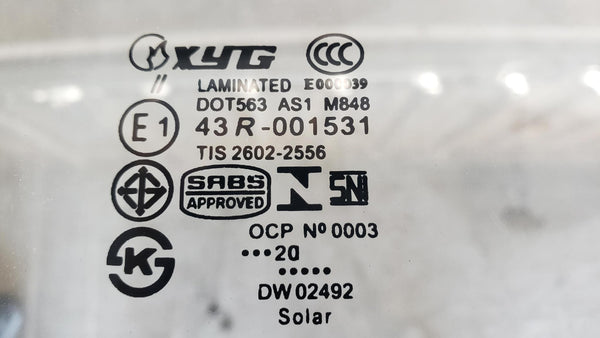 XYG CCC
// LAMINATED E000039
DOT563 AS1 M848
E1 43R-001531
TIS 2602-2556
SABS APPROVED SNI
OCP Nº 0003
K •••20
•••••
DW 02492
Solar